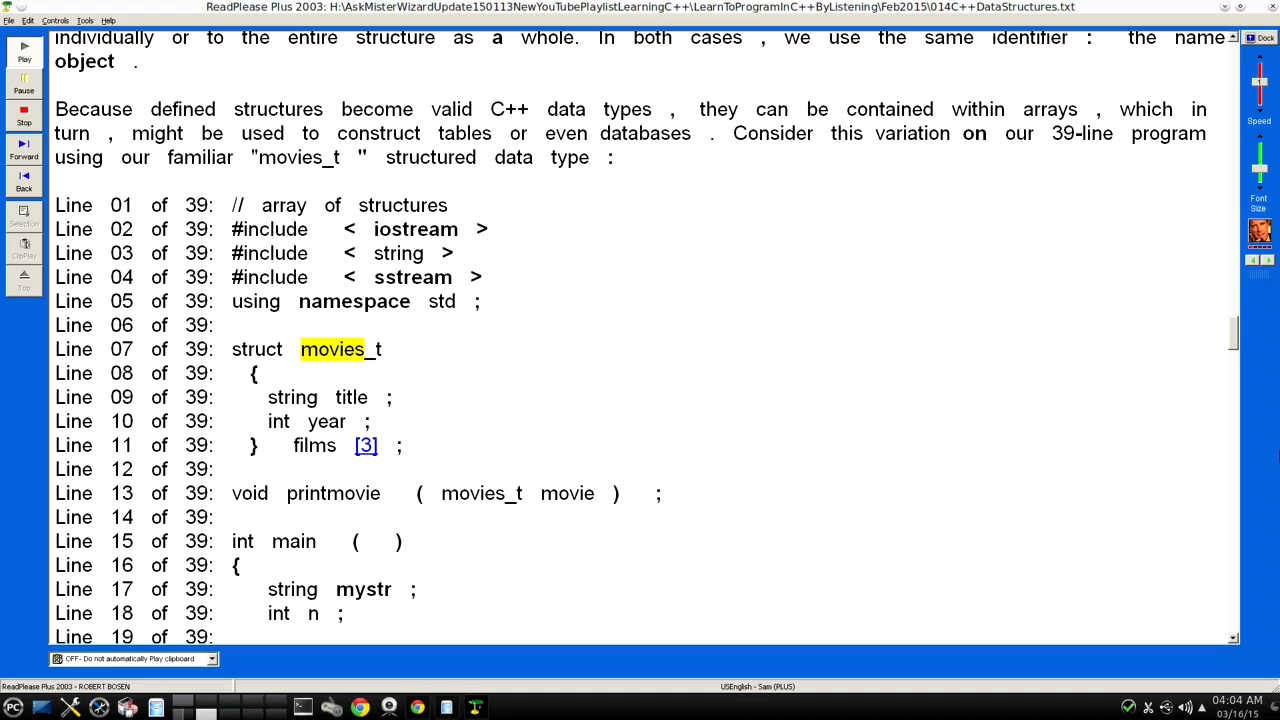 ReadPlease Plus 2003: H:\AskMisterWizardUpdate150113NewYouTubePlaylistLearningC++\LearnToProgramInC++ByListening\Feb2015\014C++DataStructures.txt
File Edit Controls Tools Help
Play
Pause
Stop
Forward
Back
Selection
ClipPlay
Top
individually or to the entire structure as a whole. In both cases , we use the same identifier : the name
object .
Because defined structures become valid C++ data types , they can be contained within arrays , which in
turn , might be used to construct tables or even databases . Consider this variation on our 39-line program
using our familiar "movies_t " structured data type :
Line 01 of 39: // array of structures
Line 02 of 39: #include < iostream >
Line 03 of 39: #include < string >
Line 04 of 39: #include < sstream >
Line 05 of 39: using namespace std ;
Line 06 of 39:
Line 07 of 39: struct movies_t
Line 08 of 39: {
Line 09 of 39: string title ;
Line 10 of 39: int year ;
Line 11 of 39: } films [3] ;
Line 12 of 39:
Line 13 of 39: void printmovie ( movies_t movie ) ;
Line 14 of 39:
Line 15 of 39: int main ( )
Line 16 of 39: {
Line 17 of 39: string mystr ;
Line 18 of 39: int n ;
Line 19 of 39:
Dock
Speed
Font
Size
OFF- Do not automatically Play clipboard
ReadPlease Plus 2003 - ROBERT BOSEN
USEnglish - Sam (PLUS)
PC
04:04 AM
03/16/15